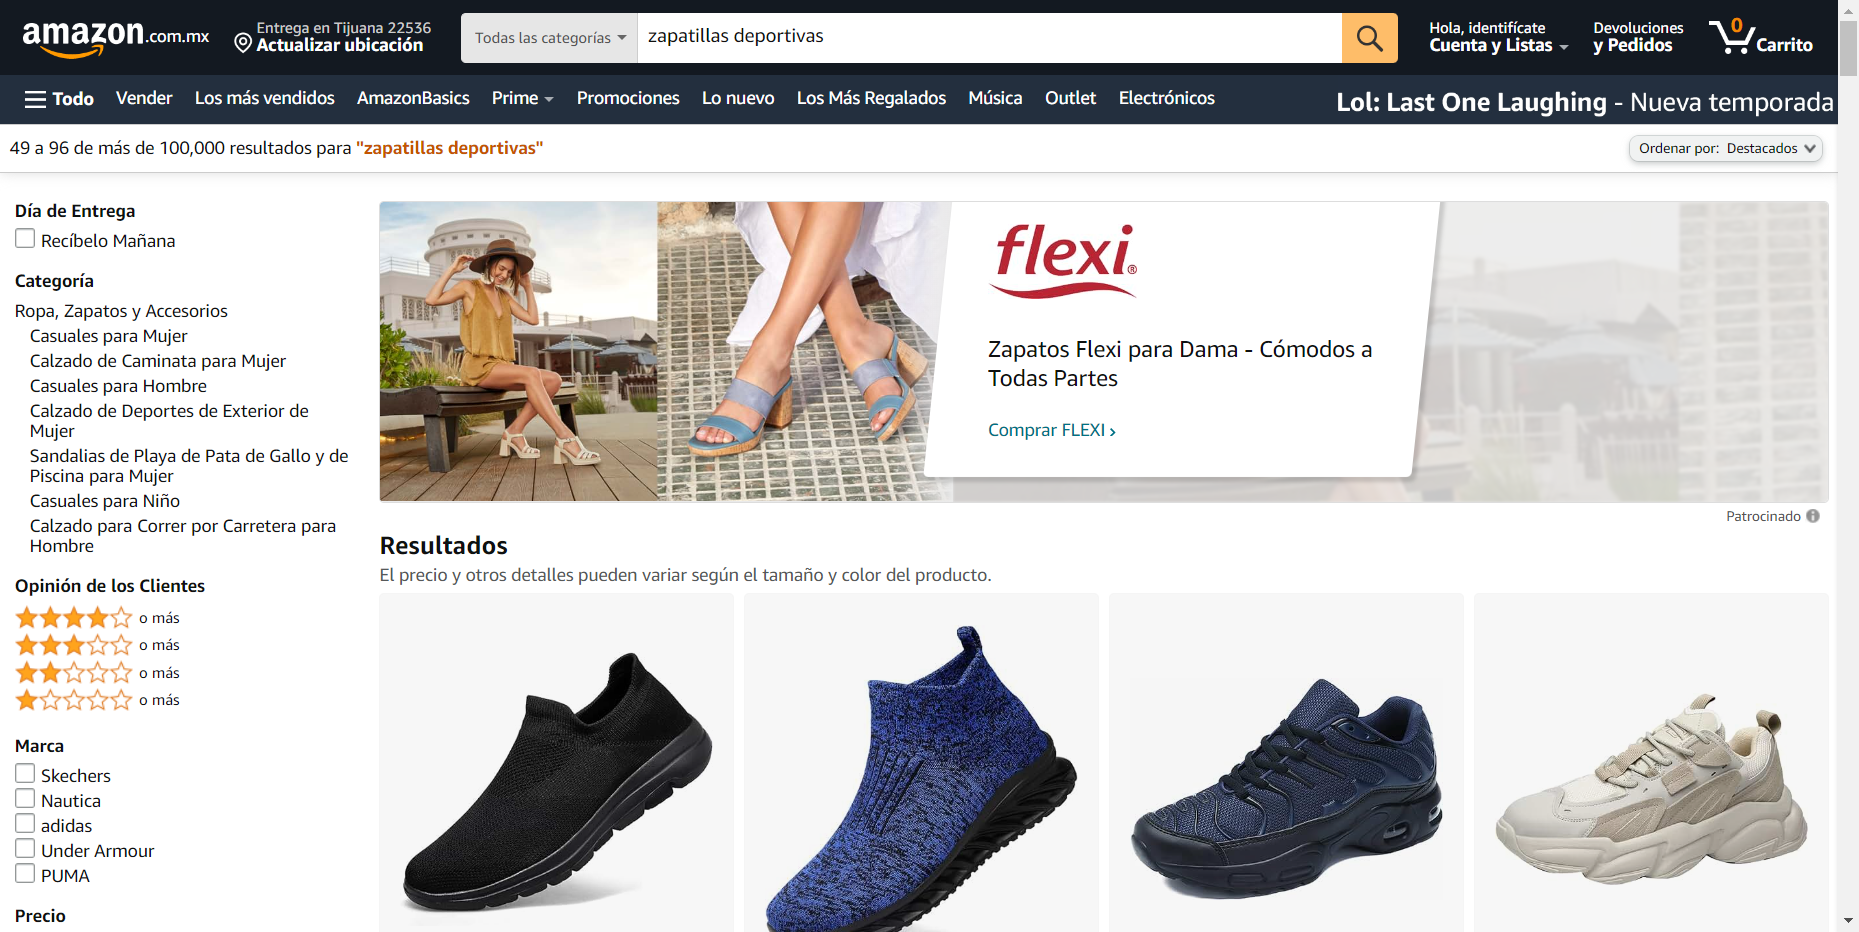 amazon.com.mx
Entrega en Tijuana 22536
Actualizar ubicación
Todas las categorías
zapatillas deportivas
Hola, identifícate
Cuenta y Listas
Devoluciones
y Pedidos
0
Carrito
Todo
Vender
Los más vendidos
AmazonBasics
Prime
Promociones
Lo nuevo
Los Más Regalados
Música
Outlet
Electrónicos
Lol: Last One Laughing - Nueva temporada
49 a 96 de más de 100,000 resultados para "zapatillas deportivas"
Ordenar por: Destacados
Día de Entrega
Recíbelo Mañana
Categoría
Ropa, Zapatos y Accesorios
Casuales para Mujer
Calzado de Caminata para Mujer
Casuales para Hombre
Calzado de Deportes de Exterior de
Mujer
Sandalias de Playa de Pata de Gallo y de
Piscina para Mujer
Casuales para Niño
Calzado para Correr por Carretera para
Hombre
Opinión de los Clientes
o más
o más
o más
o más
Marca
Skechers
Nautica
adidas
Under Armour
PUMA
Precio
flexi®
Zapatos Flexi para Dama - Cómodos a
Todas Partes
Comprar FLEXI ›
Patrocinado
Resultados
El precio y otros detalles pueden variar según el tamaño y color del producto.